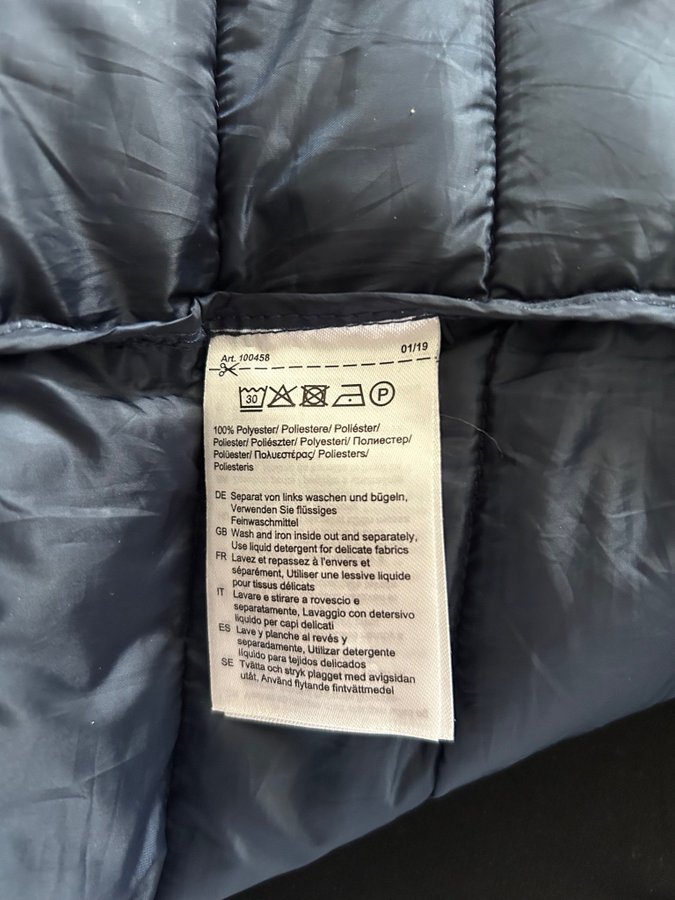 Art. 100458 01/19
30 P
100% Polyester/ Poliestere/ Poliéster/
Poliester/ Poliészter/ Polyesteri/ Полиестер/
Polüester/ Πολυεστέρας/ Poliesters/
Poliesteris
DE Separat von links waschen und bügeln,
Verwenden Sie flüssiges
Feinwaschmittel
GB Wash and iron inside out and separately,
Use liquid detergent for delicate fabrics
FR Lavez et repassez à l'envers et
séparément, Utiliser une lessive liquide
pour tissus délicats
IT Lavare e stirare a rovescio e
separatamente, Lavaggio con detersivo
liquido per capi delicati
ES Lave y planche al revés y
separadamente, Utilizar detergente
líquido para tejidos delicados
SE Tvätta och stryk plagget med avigsidan
utåt, Använd flytande fintvättmedel